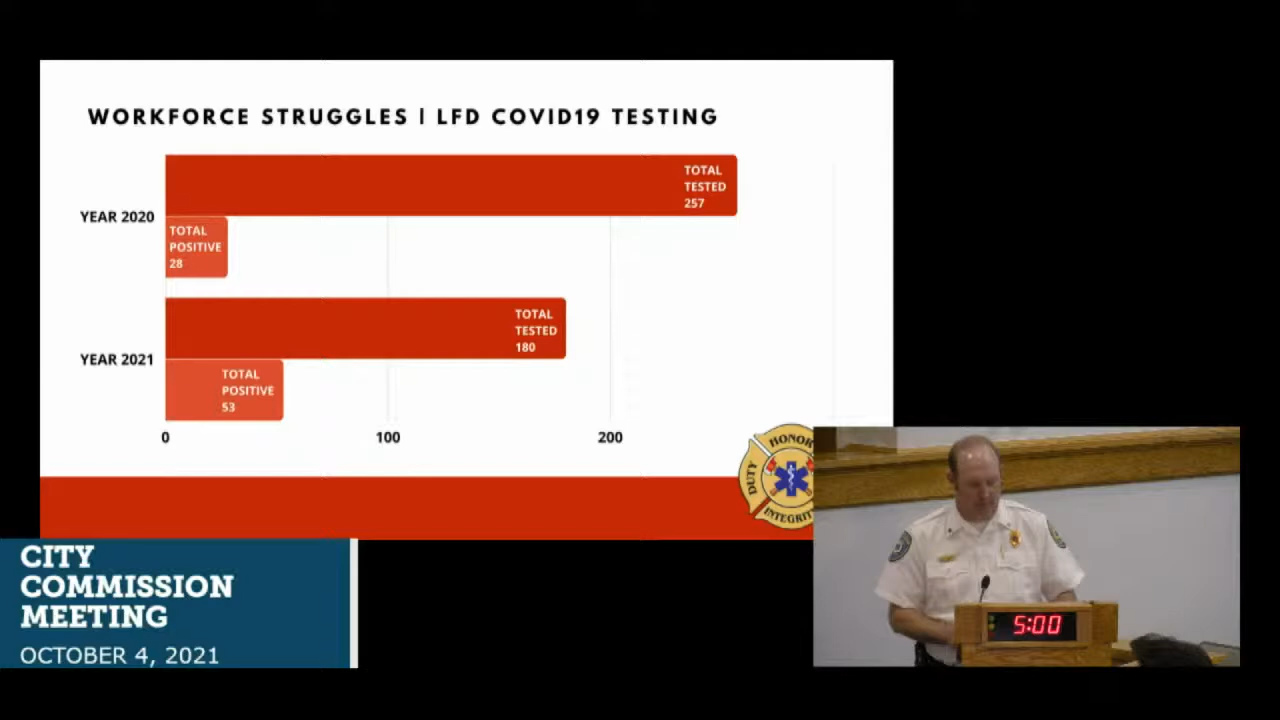 WORKFORCE STRUGGLES | LFD COVID19 TESTING
TOTAL
TESTED
257
YEAR 2020
TOTAL
POSITIVE
28
TOTAL
TESTED
180
YEAR 2021
TOTAL
POSITIVE
53
0 100 200
HONOR
DUTY
INTEGRITY
CITY
COMMISSION
MEETING
OCTOBER 4, 2021
5:00